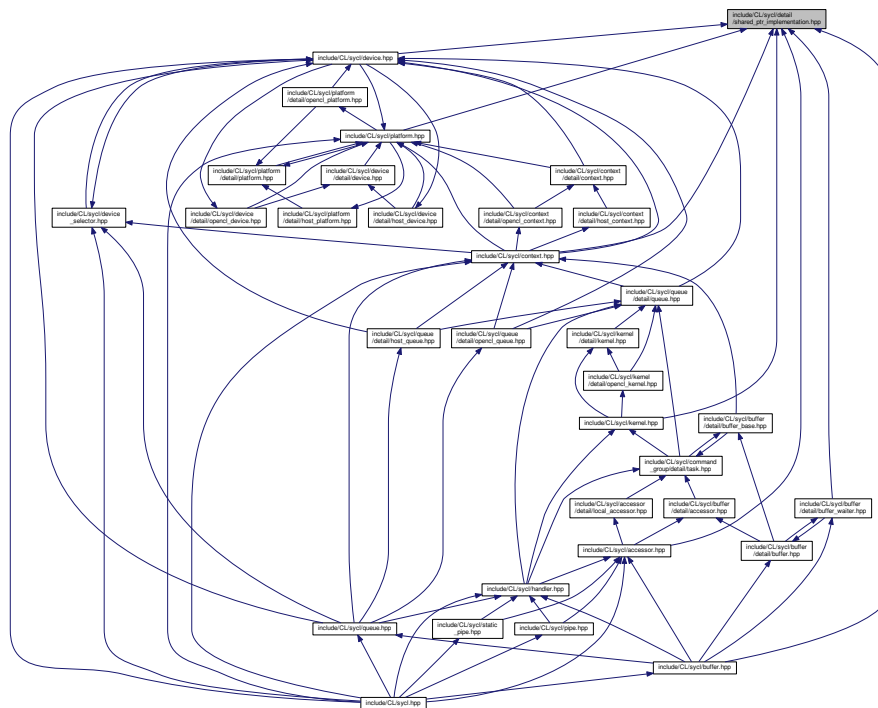 include/CL/sycl/detail
/shared_ptr_implementation.hpp
include/CL/sycl/device.hpp
include/CL/sycl/platform
/detail/opencl_platform.hpp
include/CL/sycl/platform.hpp
include/CL/sycl/platform
/detail/platform.hpp
include/CL/sycl/device
/detail/device.hpp
include/CL/sycl/context
/detail/context.hpp
include/CL/sycl/device
_selector.hpp
include/CL/sycl/device
/detail/opencl_device.hpp
include/CL/sycl/platform
/detail/host_platform.hpp
include/CL/sycl/device
/detail/host_device.hpp
include/CL/sycl/context
/detail/opencl_context.hpp
include/CL/sycl/context
/detail/host_context.hpp
include/CL/sycl/context.hpp
include/CL/sycl/queue
/detail/queue.hpp
include/CL/sycl/queue
/detail/host_queue.hpp
include/CL/sycl/queue
/detail/opencl_queue.hpp
include/CL/sycl/kernel
/detail/kernel.hpp
include/CL/sycl/kernel
/detail/opencl_kernel.hpp
include/CL/sycl/kernel.hpp
include/CL/sycl/buffer
/detail/buffer_base.hpp
include/CL/sycl/command
_group/detail/task.hpp
include/CL/sycl/accessor
/detail/local_accessor.hpp
include/CL/sycl/buffer
/detail/accessor.hpp
include/CL/sycl/buffer
/detail/buffer_waiter.hpp
include/CL/sycl/accessor.hpp
include/CL/sycl/buffer
/detail/buffer.hpp
include/CL/sycl/handler.hpp
include/CL/sycl/queue.hpp
include/CL/sycl/static
_pipe.hpp
include/CL/sycl/pipe.hpp
include/CL/sycl/buffer.hpp
include/CL/sycl.hpp